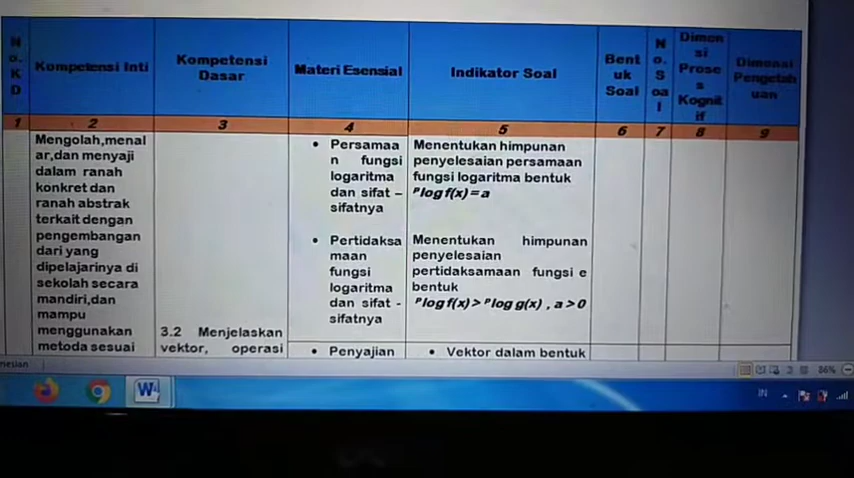 N
o.
K
D
Kompetensi Inti
Kompetensi
Dasar
Materi Esensial
Indikator Soal
Bent
uk
Soal
N
o.
S
oa
l
Dimen
si
Prose
s
Kognit
if
Dimensi
Pengetah
uan
1 2 3 4 5 6 7 8 9
Mengolah,menal
ar,dan menyaji
dalam ranah
konkret dan
ranah abstrak
terkait dengan
pengembangan
dari yang
dipelajarinya di
sekolah secara
mandiri,dan
mampu
menggunakan
metoda sesuai
3.2 Menjelaskan
vektor, operasi
• Persamaa
n fungsi
logaritma
dan sifat –
sifatnya
• Pertidaksa
maan
fungsi
logaritma
dan sifat -
sifatnya
• Penyajian
Menentukan himpunan
penyelesaian persamaan
fungsi logaritma bentuk
ᵖlog f(x) = a
Menentukan himpunan
penyelesaian
pertidaksamaan fungsi e
bentuk
ᵖlog f(x) > ᵖlog g(x) , a > 0
• Vektor dalam bentuk
86%
W
IN